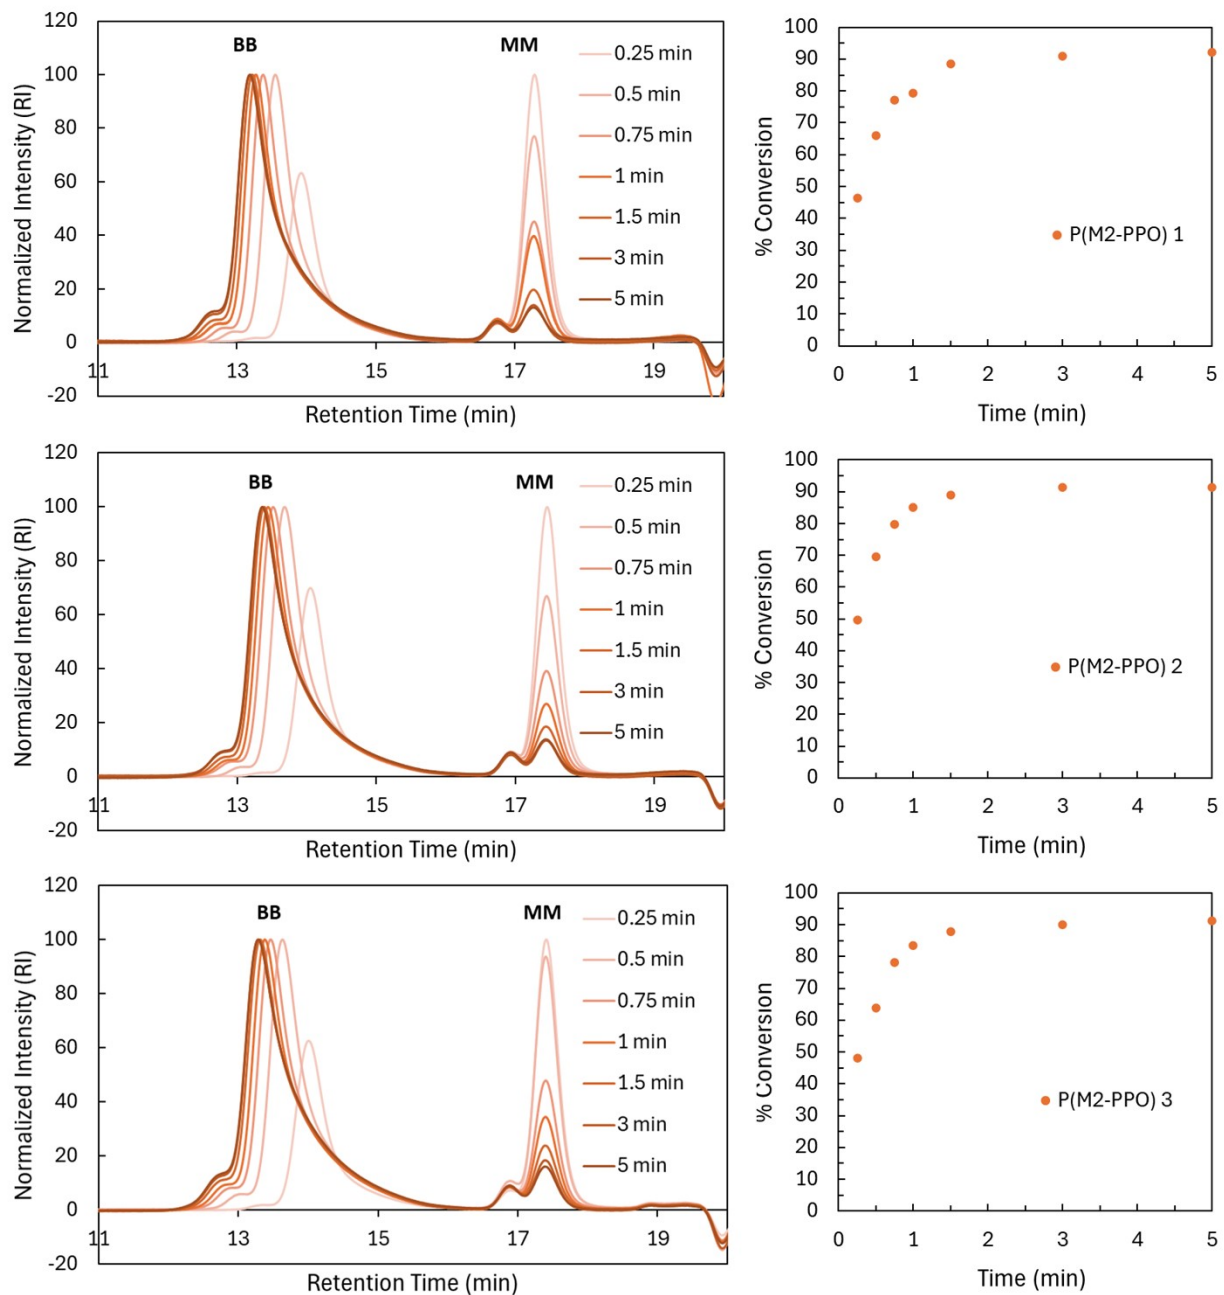 120
100
80
60
40
20
0
-20
Normalized Intensity (RI)
BB
MM
0.25 min
0.5 min
0.75 min
1 min
1.5 min
3 min
5 min
11 13 15 17 19
Retention Time (min)
100
90
80
70
60
50
40
30
20
10
0
% Conversion
P(M2-PPO) 1
0 1 2 3 4 5
Time (min)
120
100
80
60
40
20
0
-20
Normalized Intensity (RI)
BB
MM
0.25 min
0.5 min
0.75 min
1 min
1.5 min
3 min
5 min
11 13 15 17 19
Retention Time (min)
100
90
80
70
60
50
40
30
20
10
0
% Conversion
P(M2-PPO) 2
0 1 2 3 4 5
Time (min)
120
100
80
60
40
20
0
-20
Normalized Intensity (RI)
BB
MM
0.25 min
0.5 min
0.75 min
1 min
1.5 min
3 min
5 min
11 13 15 17 19
Retention Time (min)
100
90
80
70
60
50
40
30
20
10
0
% Conversion
P(M2-PPO) 3
0 1 2 3 4 5
Time (min)